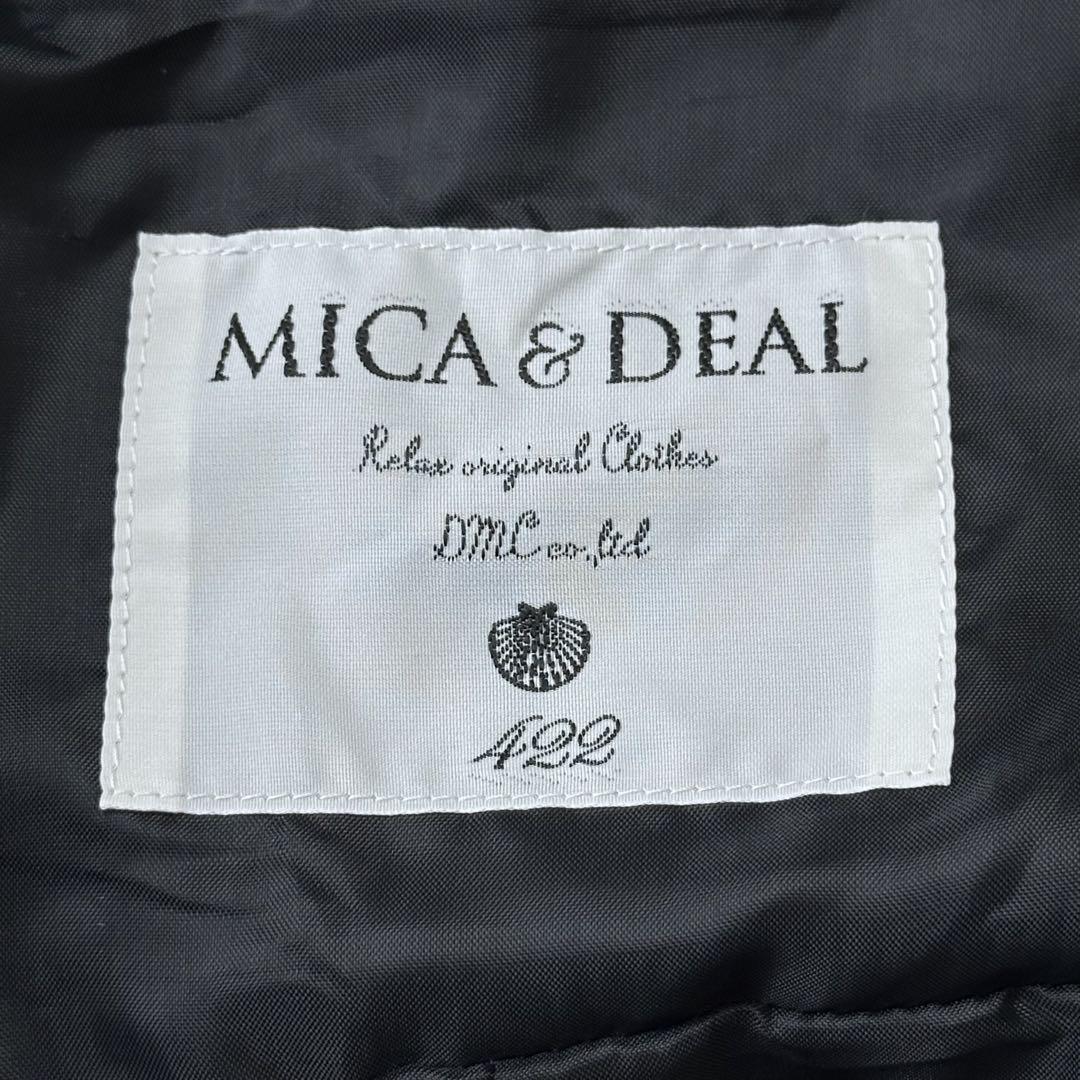 MICA & DEAL
Relax original Clothes
DMC co.,ltd
422